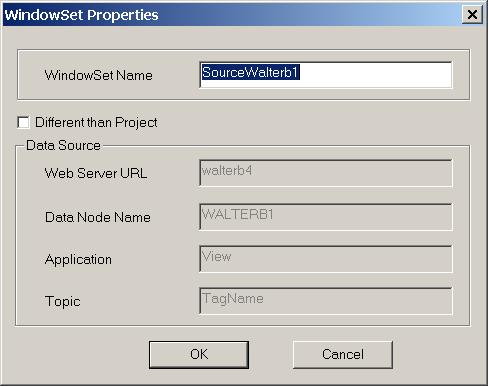 WindowSet Properties
WindowSet Name SourceWalterb1
Different than Project
Data Source
Web Server URL walterb4
Data Node Name WALTERB1
Application View
Topic TagName
OK Cancel